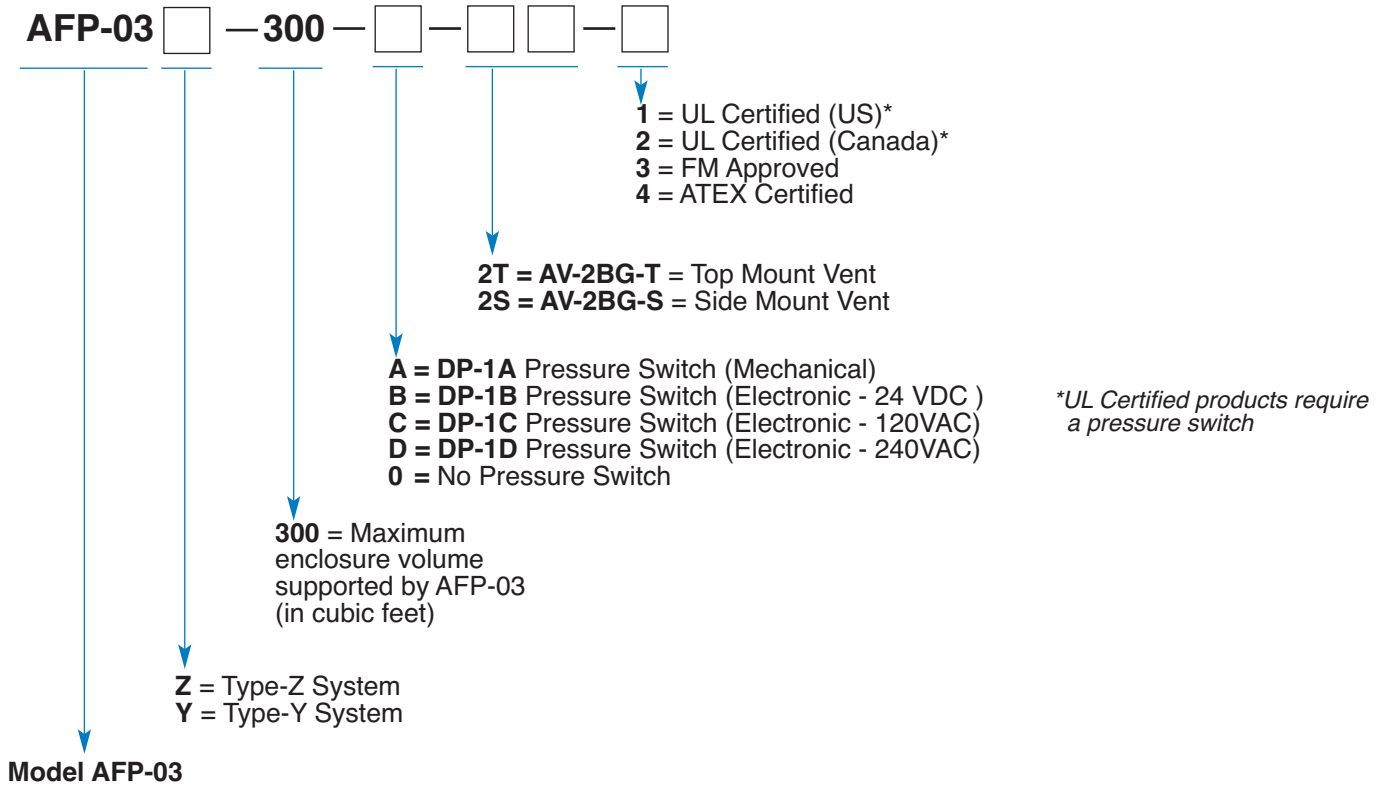 AFP-03 — 300 — — —
1 = UL Certified (US)*
2 = UL Certified (Canada)*
3 = FM Approved
4 = ATEX Certified
2T = AV-2BG-T = Top Mount Vent
2S = AV-2BG-S = Side Mount Vent
A = DP-1A Pressure Switch (Mechanical)
B = DP-1B Pressure Switch (Electronic - 24 VDC )
C = DP-1C Pressure Switch (Electronic - 120VAC)
D = DP-1D Pressure Switch (Electronic - 240VAC)
0 = No Pressure Switch
*UL Certified products require
a pressure switch
300 = Maximum
enclosure volume
supported by AFP-03
(in cubic feet)
Z = Type-Z System
Y = Type-Y System
Model AFP-03